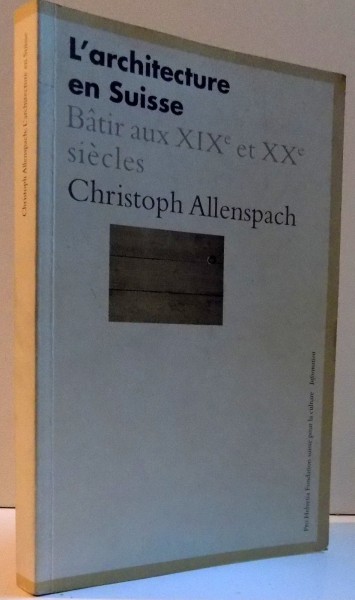 L'architecture
en Suisse
Bâtir aux XIXe et XXe
siècles
Christoph Allenspach
Pro Helvetia Fondation suisse pour la culture Information
Christoph Allenspach: L'architecture en Suisse